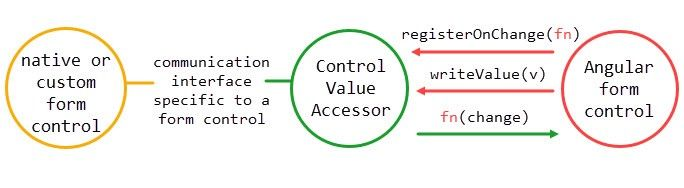 native or
custom
form
control
communication
interface
specific to a
form control
Control
Value
Accessor
registerOnChange(fn)
writeValue(v)
fn(change)
Angular
form
control